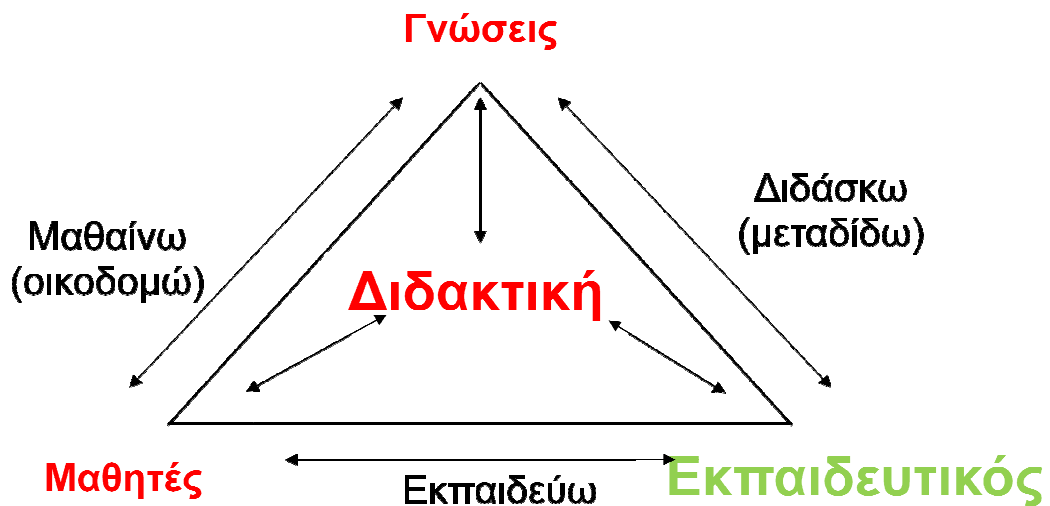 Γνώσεις
Διδάσκω
(μεταδίδω)
Μαθαίνω
(οικοδομώ)
Διδακτική
Μαθητές
Εκπαιδεύω
Εκπαιδευτικός